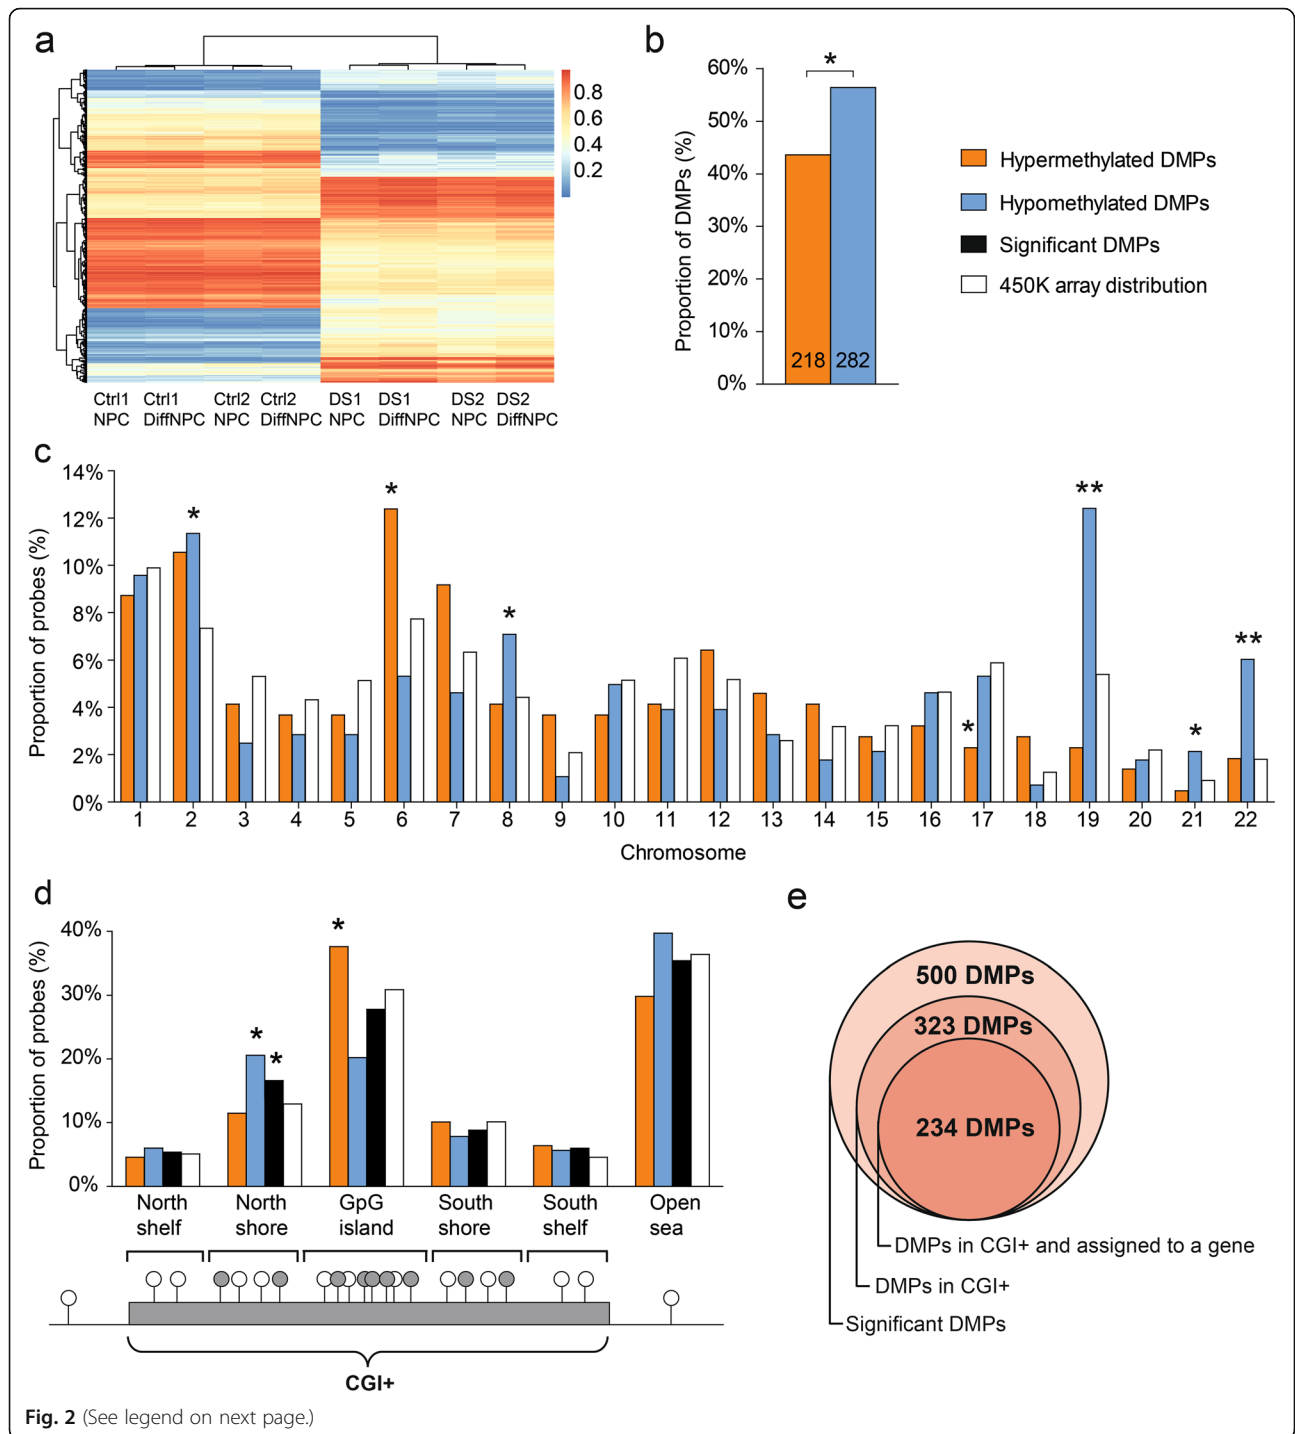 a
0.8
0.6
0.4
0.2
Ctrl1 Ctrl1 Ctrl2 Ctrl2 DS1 DS1 DS2 DS2
NPC DiffNPC NPC DiffNPC NPC DiffNPC NPC DiffNPC
b
Proportion of DMPs (%)
60%
50%
40%
30%
20%
10%
0%
*
218 282
Hypermethylated DMPs
Hypomethylated DMPs
Significant DMPs
450K array distribution
c
Proportion of probes (%)
14%
12%
10%
8%
6%
4%
2%
0%
* * * * ** * **
1 2 3 4 5 6 7 8 9 10 11 12 13 14 15 16 17 18 19 20 21 22
Chromosome
d
Proportion of probes (%)
40%
30%
20%
10%
0%
* * *
North North GpG South South Open
shelf shore island shore shelf sea
CGI+
e
500 DMPs
323 DMPs
234 DMPs
DMPs in CGI+ and assigned to a gene
DMPs in CGI+
Significant DMPs
Fig. 2 (See legend on next page.)